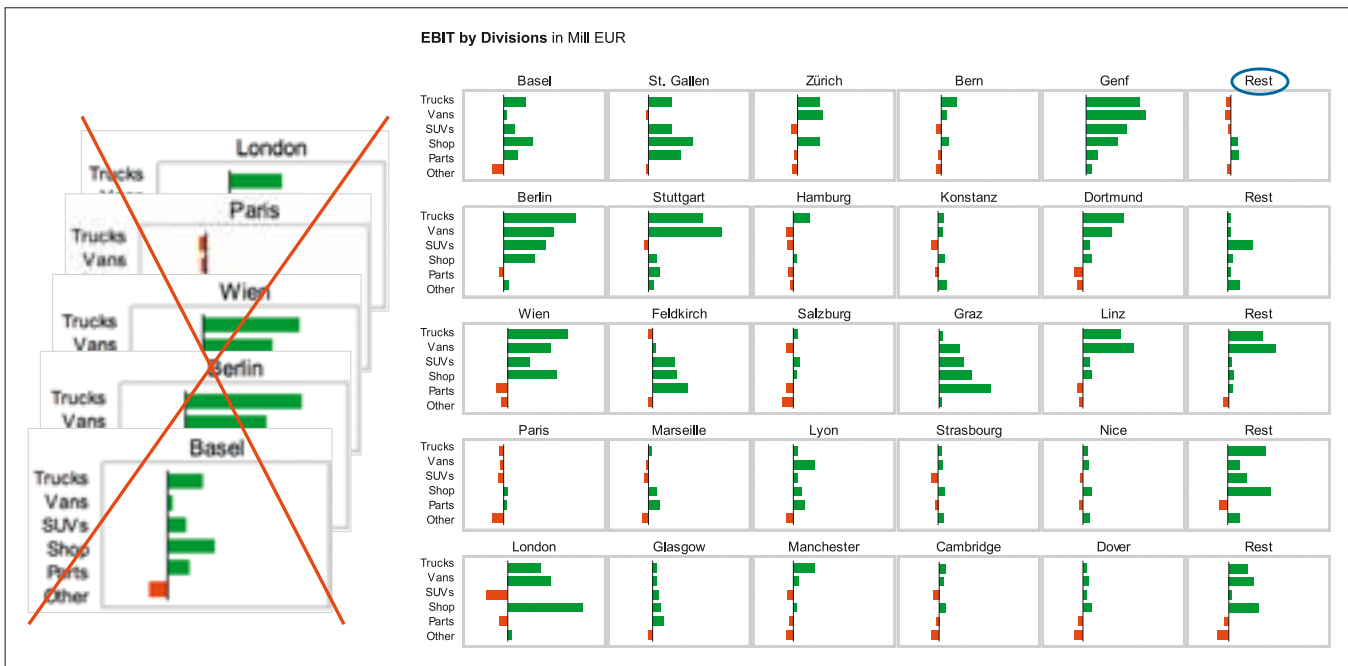 EBIT by Divisions in Mill EUR
London
Trucks
Vans
Paris
Trucks
Vans
Wien
Trucks
Vans
Berlin
Trucks
Vans
Basel
Trucks
Vans
SUVs
Shop
Parts
Other
Basel St. Gallen Zürich Bern Genf Rest
Trucks
Vans
SUVs
Shop
Parts
Other
Berlin Stuttgart Hamburg Konstanz Dortmund Rest
Trucks
Vans
SUVs
Shop
Parts
Other
Wien Feldkirch Salzburg Graz Linz Rest
Trucks
Vans
SUVs
Shop
Parts
Other
Paris Marseille Lyon Strasbourg Nice Rest
Trucks
Vans
SUVs
Shop
Parts
Other
London Glasgow Manchester Cambridge Dover Rest
Trucks
Vans
SUVs
Shop
Parts
Other